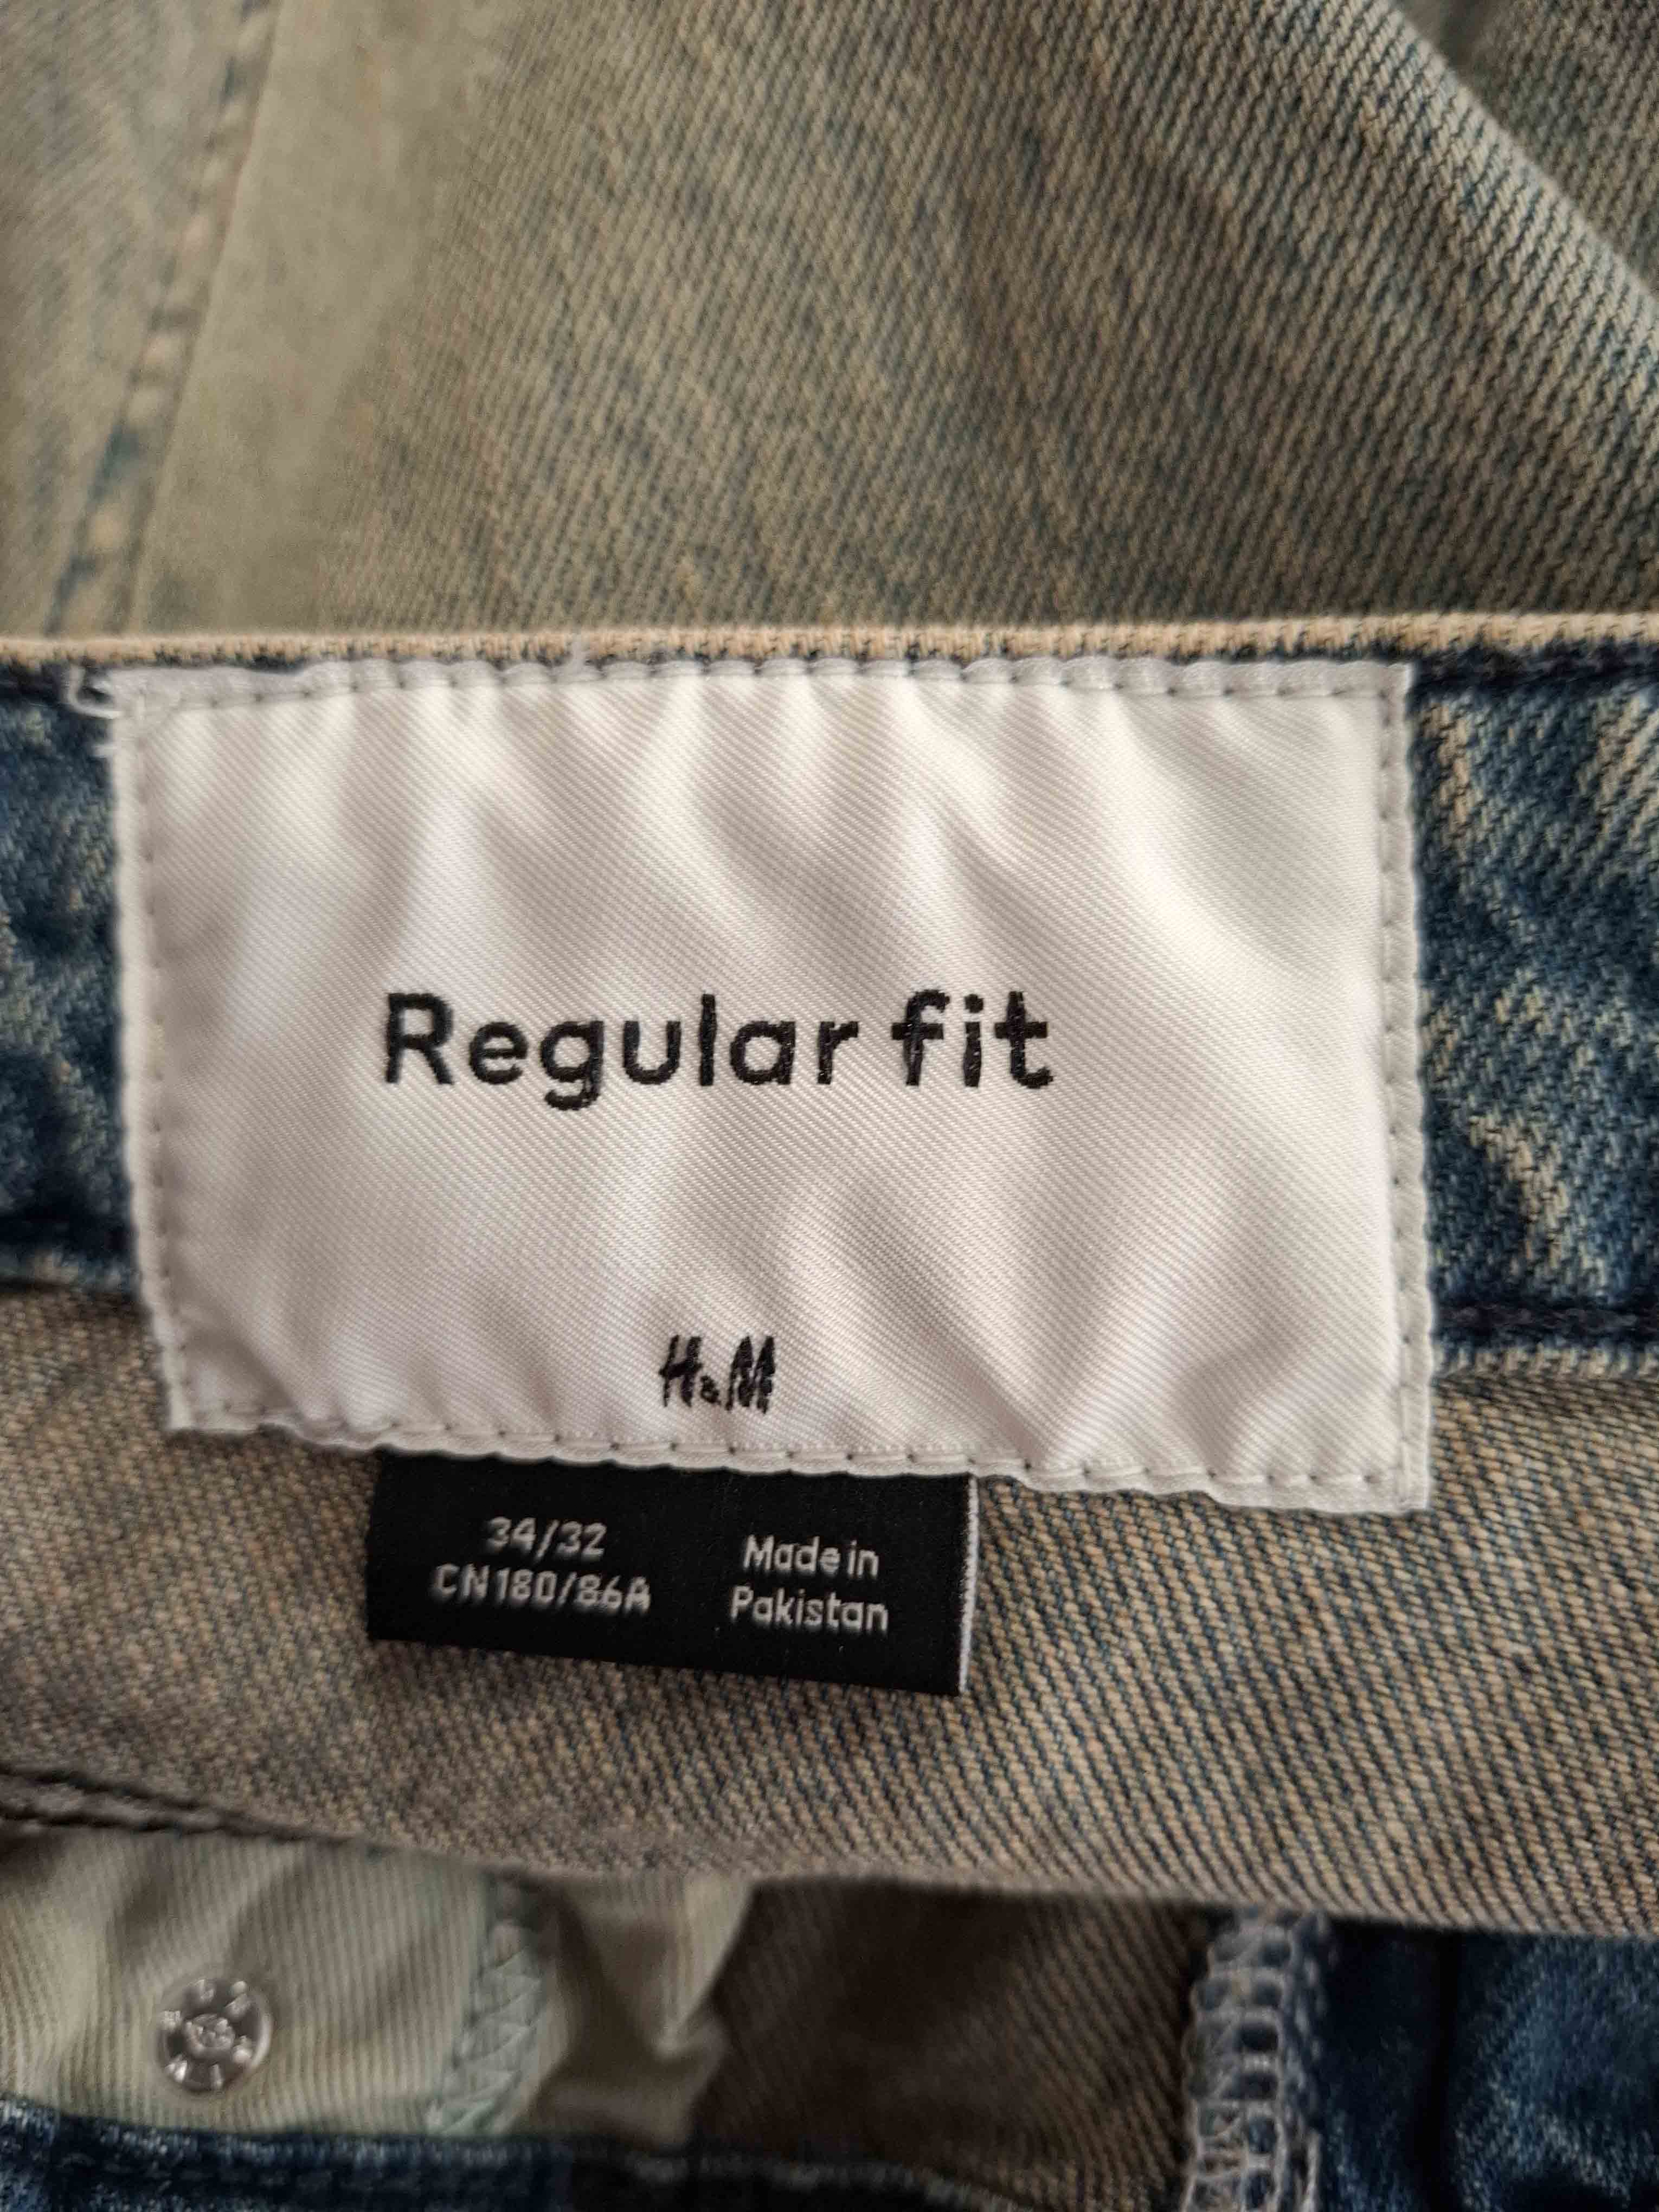 Regular fit
H&M
34/32
CN180/86A
Made in
Pakistan